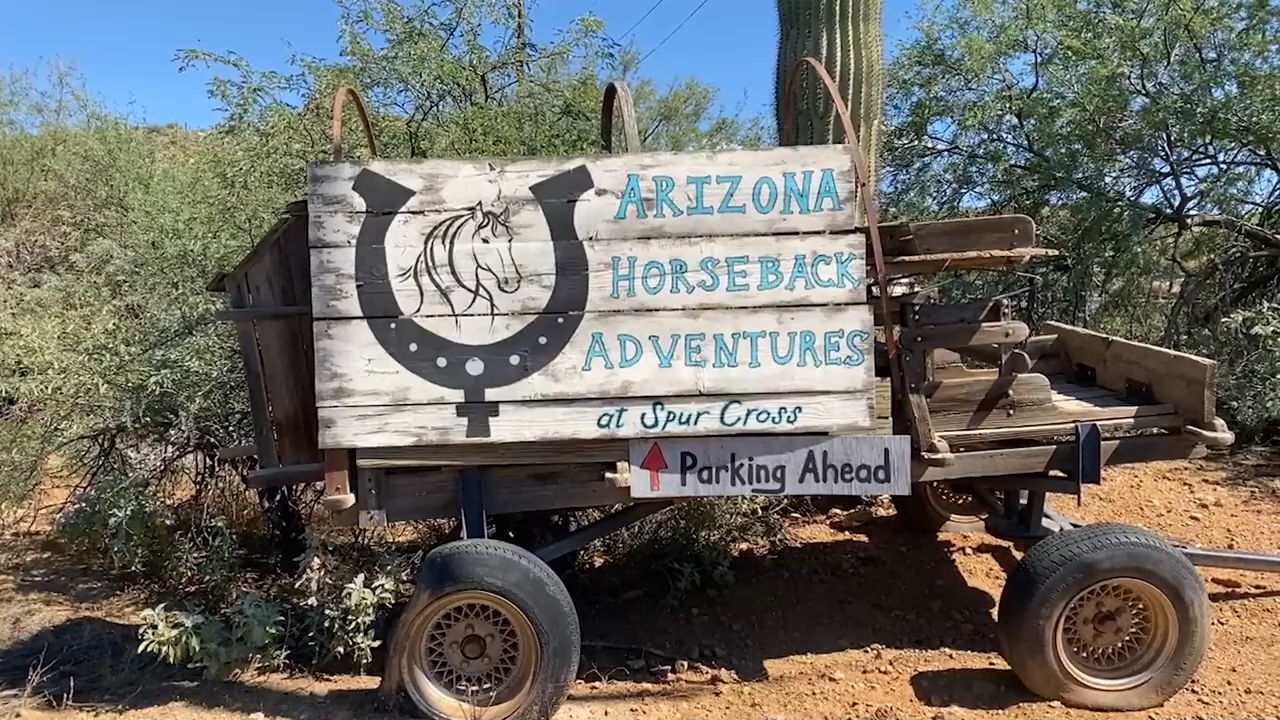 ARIZONA
HORSEBACK
ADVENTURES
at Spur Cross
Parking Ahead